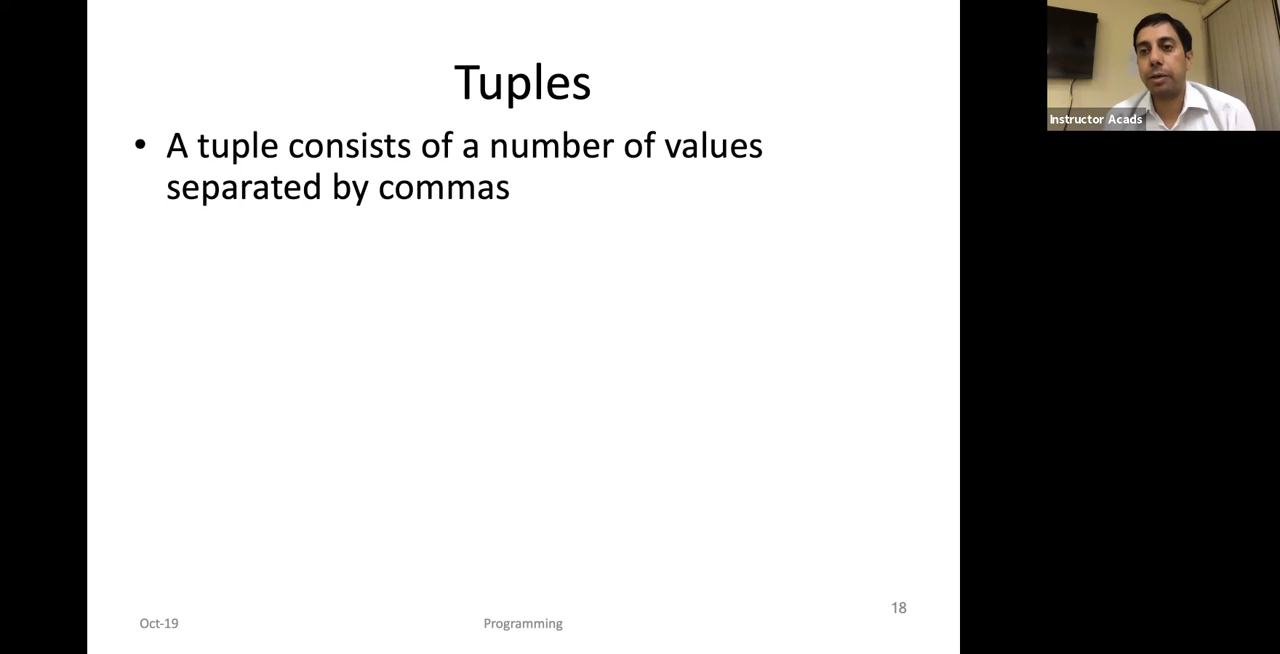 Tuples
• A tuple consists of a number of values
separated by commas
Oct-19
Programming
18
Instructor Acads